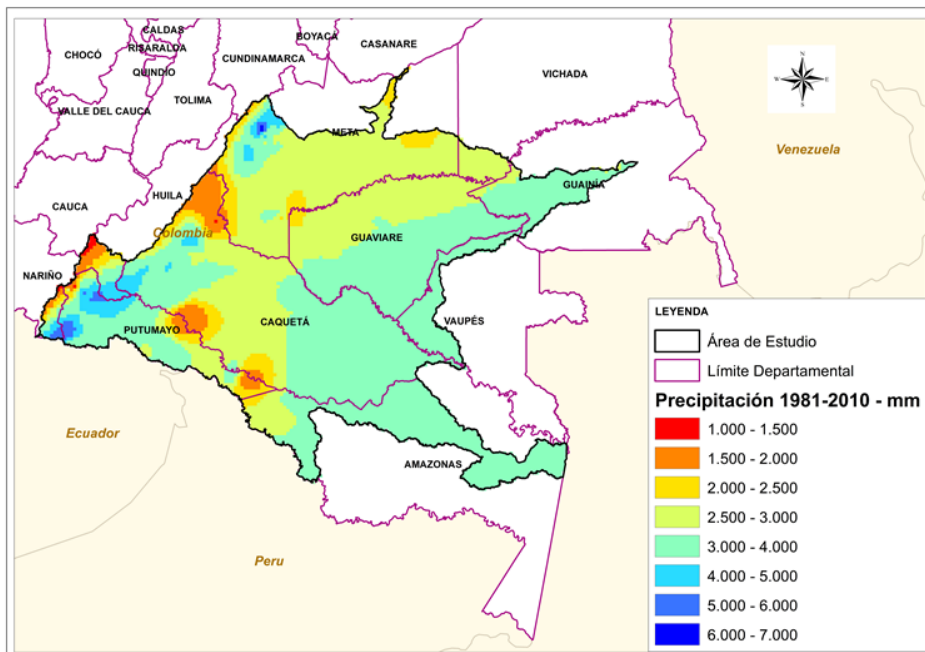 CALDAS
BOYACÁ
CASANARE
CHOCÓ
RISARALDA
CUNDINAMARCA
VICHADA
QUINDIO
TOLIMA
VALLE DEL CAUCA
META
N
W
E
S
Venezuela
GUAINÍA
HUILA
CAUCA
Colombia
GUAVIARE
NARIÑO
PUTUMAYO
CAQUETÁ
VAUPÉS
Ecuador
AMAZONAS
Peru
LEYENDA
Área de Estudio
Límite Departamental
Precipitación 1981-2010 - mm
1.000 - 1.500
1.500 - 2.000
2.000 - 2.500
2.500 - 3.000
3.000 - 4.000
4.000 - 5.000
5.000 - 6.000
6.000 - 7.000